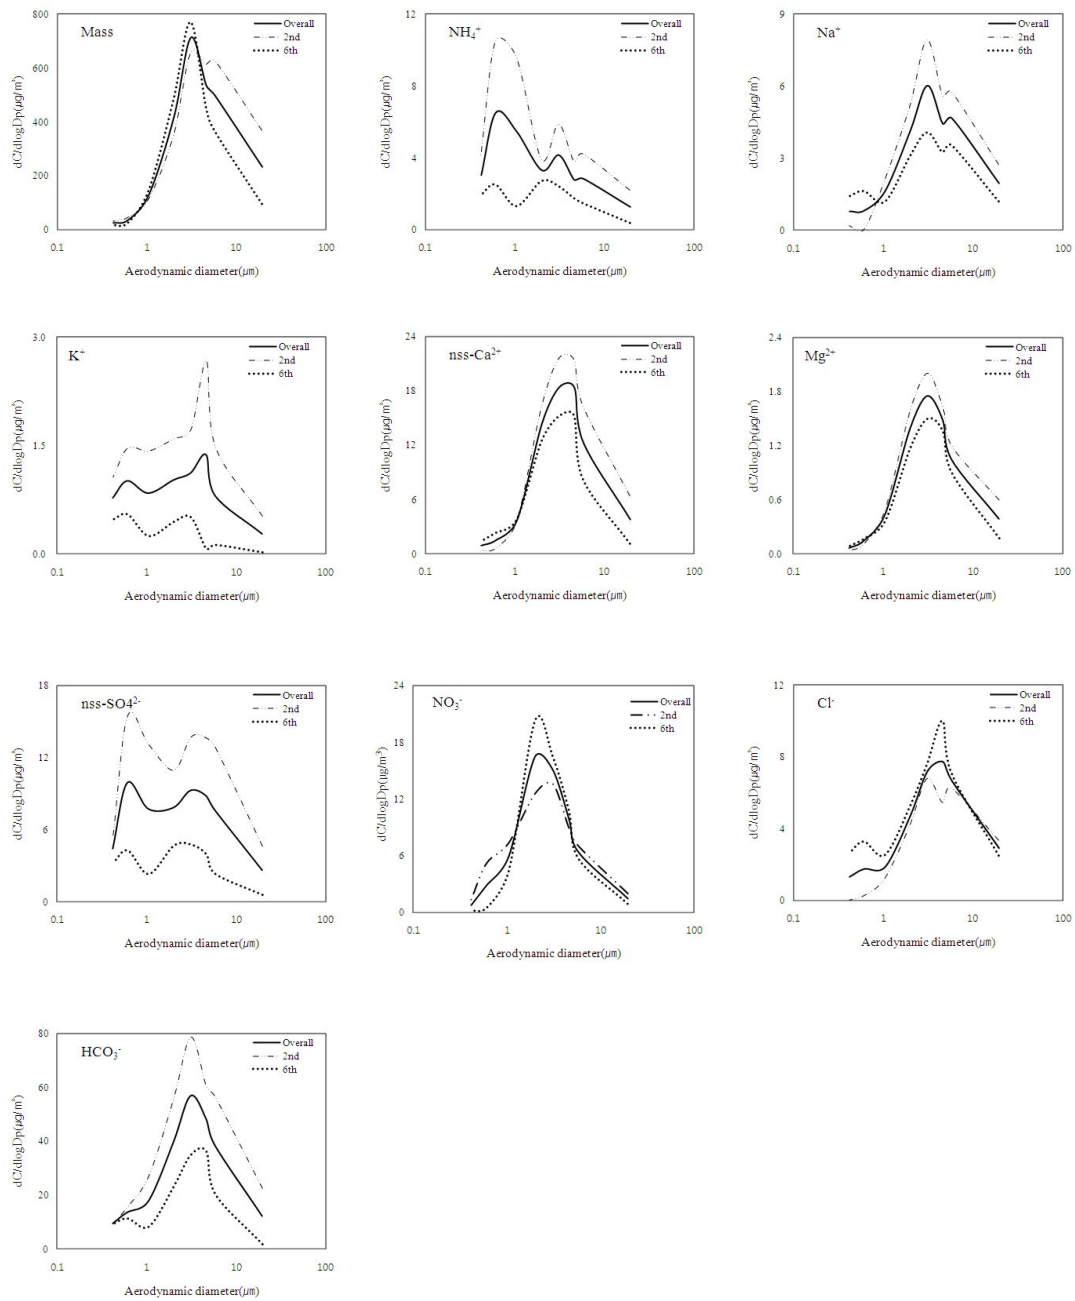 Mass
Overall
2nd
6th
800
600
400
200
0
0.1 1 10 100
dC/dlogDp(㎍/㎥)
Aerodynamic diameter(㎛)
NH₄⁺
Overall
2nd
6th
12
8
4
0
0.1 1 10 100
dC/dlogDp(㎍/㎥)
Aerodynamic diameter(㎛)
Na⁺
Overall
2nd
6th
9
6
3
0
0.1 1 10 100
dC/dlogDp(㎍/㎥)
Aerodynamic diameter(㎛)
K⁺
Overall
2nd
6th
3.0
1.5
0.0
0.1 1 10 100
dC/dlogDp(㎍/㎥)
Aerodynamic diameter(㎛)
nss-Ca²⁺
Overall
2nd
6th
24
18
12
6
0
0.1 1 10 100
dC/dlogDp(㎍/㎥)
Aerodynamic diameter(㎛)
Mg²⁺
Overall
2nd
6th
2.4
1.8
1.2
0.6
0.0
0.1 1 10 100
dC/dlogDp(㎍/㎥)
Aerodynamic diameter(㎛)
nss-SO4²⁻
Overall
2nd
6th
18
12
6
0
0.1 1 10 100
dC/dlogDp(㎍/㎥)
Aerodynamic diameter(㎛)
NO₃⁻
Overall
2nd
6th
24
18
12
6
0
0.1 1 10 100
dC/dlogDp(μg/m³)
Aerodynamic diameter(㎛)
Cl⁻
Overall
2nd
6th
12
8
4
0
0.1 1 10 100
dC/dlogDp(㎍/㎥)
Aerodynamic diameter(㎛)
HCO₃⁻
Overall
2nd
6th
80
60
40
20
0
0.1 1 10 100
dC/dlogDp(㎍/㎥)
Aerodynamic diameter(㎛)